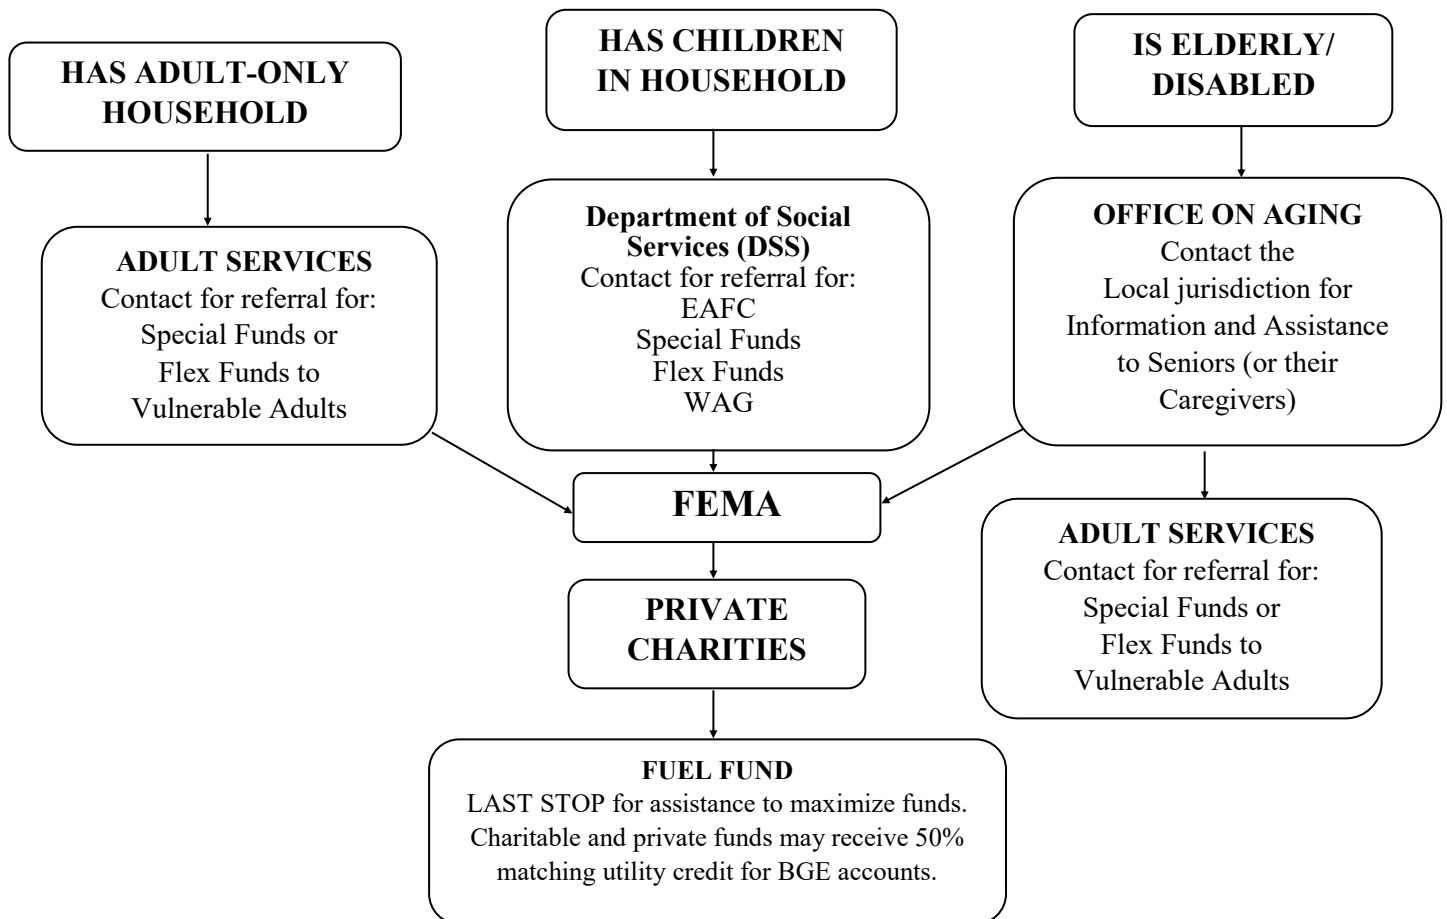 HAS ADULT-ONLY
HOUSEHOLD
HAS CHILDREN
IN HOUSEHOLD
IS ELDERLY/
DISABLED
ADULT SERVICES
Contact for referral for:
Special Funds or
Flex Funds to
Vulnerable Adults
Department of Social
Services (DSS)
Contact for referral for:
EAFC
Special Funds
Flex Funds
WAG
OFFICE ON AGING
Contact the
Local jurisdiction for
Information and Assistance
to Seniors (or their
Caregivers)
FEMA
ADULT SERVICES
Contact for referral for:
Special Funds or
Flex Funds to
Vulnerable Adults
PRIVATE
CHARITIES
FUEL FUND
LAST STOP for assistance to maximize funds.
Charitable and private funds may receive 50%
matching utility credit for BGE accounts.